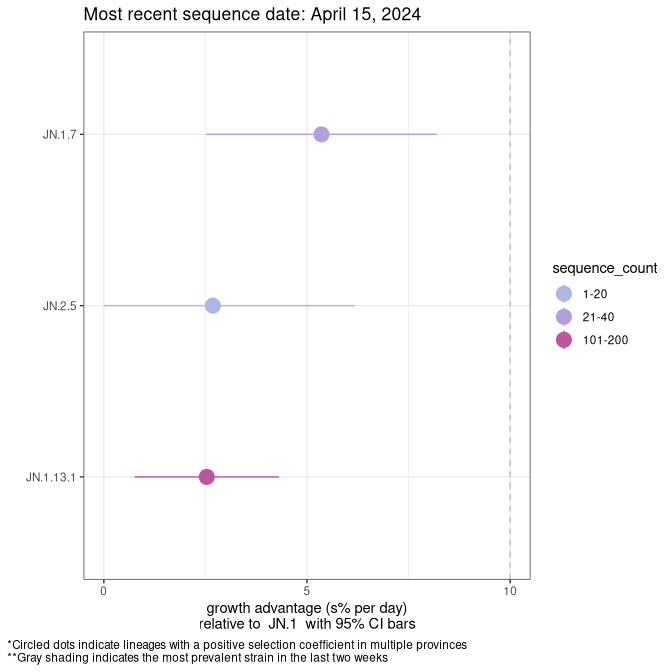 Most recent sequence date: April 15, 2024
JN.1.7
JN.2.5
JN.1.13.1
0
5
10
growth advantage (s% per day)
relative to  JN.1  with 95% CI bars
sequence_count
1-20
21-40
101-200
*Circled dots indicate lineages with a positive selection coefficient in multiple provinces
**Gray shading indicates the most prevalent strain in the last two weeks